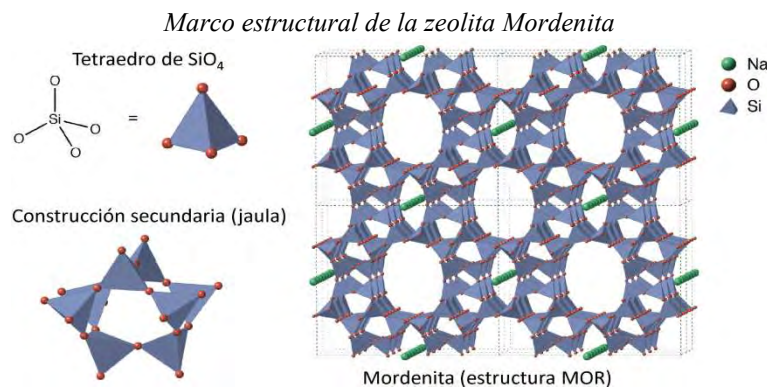 Marco estructural de la zeolita Mordenita
Tetraedro de SiO4
O
Si
O
O
O
=
Na
O
Si
Construcción secundaria (jaula)
Mordenita (estructura MOR)